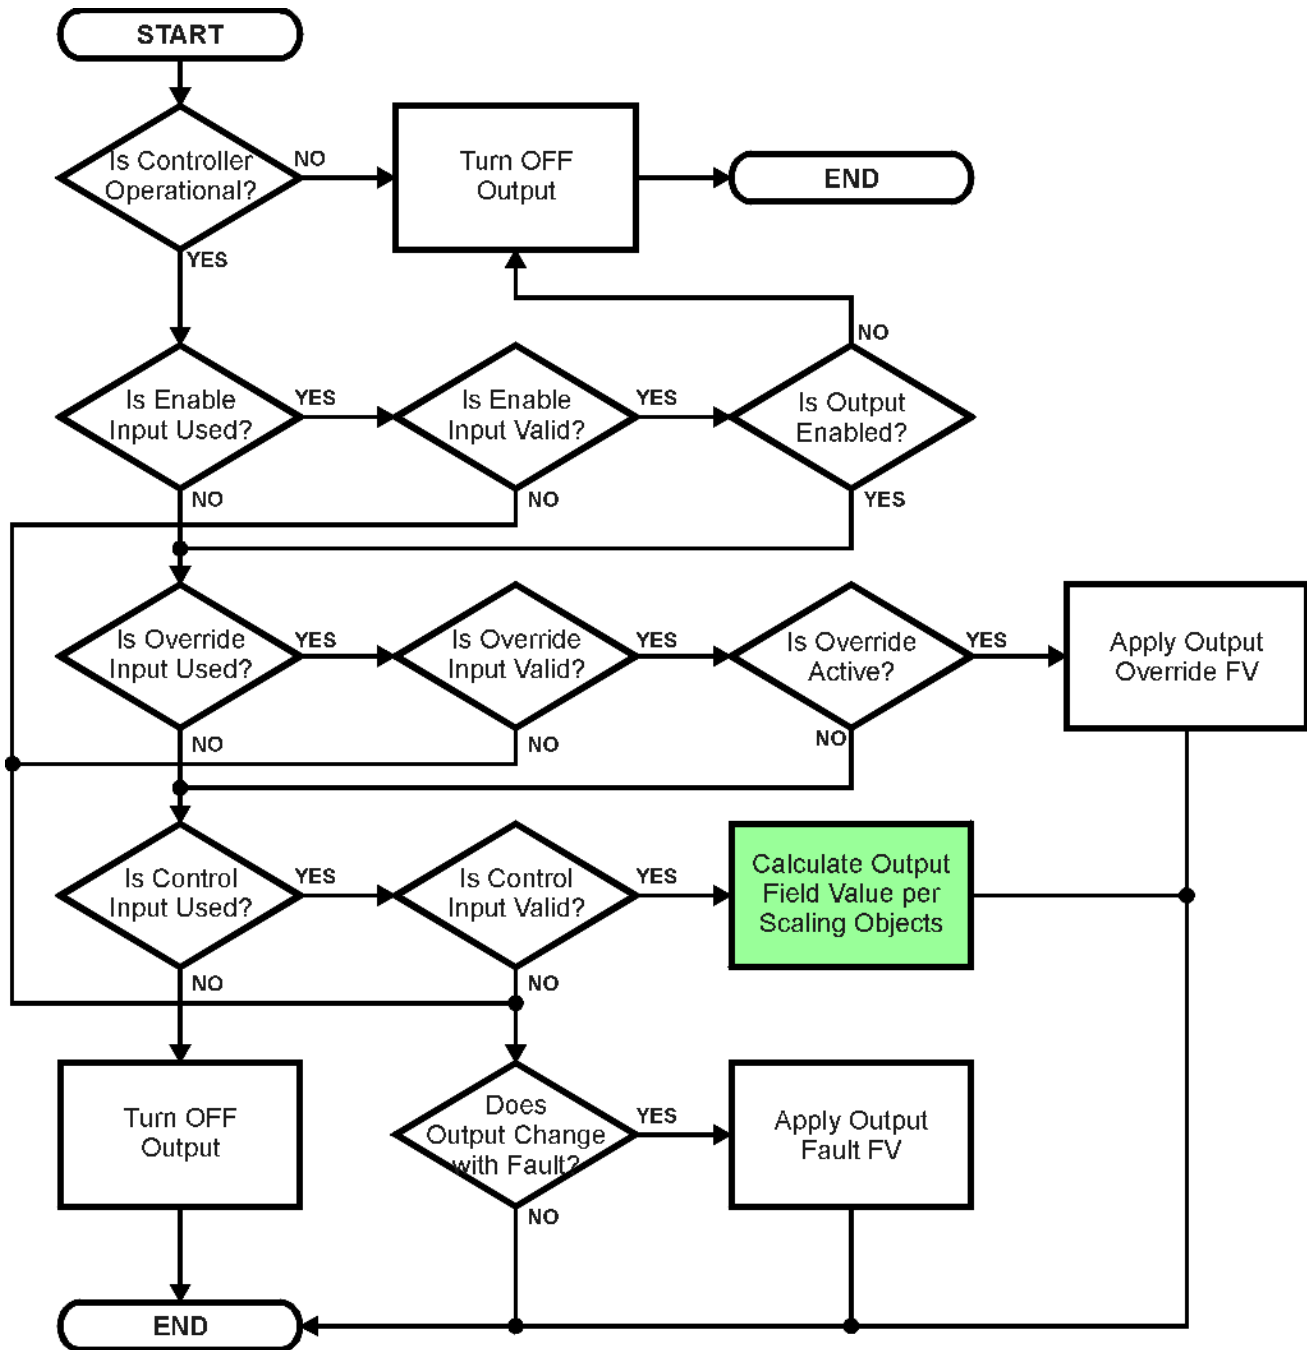 START
Is Controller
Operational?
NO
Turn OFF
Output
END
YES
NO
Is Enable
Input Used?
YES
Is Enable
Input Valid?
YES
Is Output
Enabled?
NO
NO
YES
Is Override
Input Used?
YES
Is Override
Input Valid?
YES
Is Override
Active?
YES
Apply Output
Override FV
NO
NO
NO
Is Control
Input Used?
YES
Is Control
Input Valid?
YES
Calculate Output
Field Value per
Scaling Objects
NO
NO
Turn OFF
Output
Does
Output Change
with Fault?
YES
Apply Output
Fault FV
NO
END